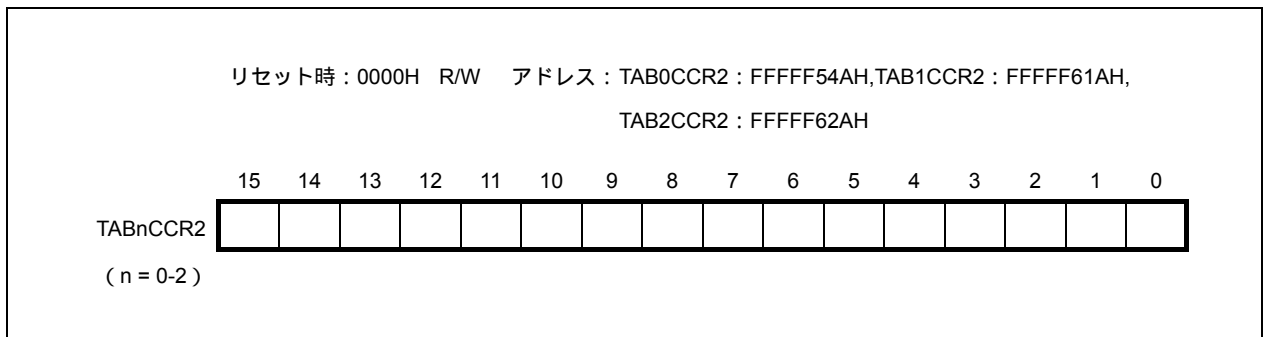 リセット時：0000H R/W アドレス：TAB0CCR2：FFFFF54AH,TAB1CCR2：FFFFF61AH,
TAB2CCR2：FFFFF62AH
15 14 13 12 11 10 9 8 7 6 5 4 3 2 1 0
TABnCCR2
（n = 0-2）